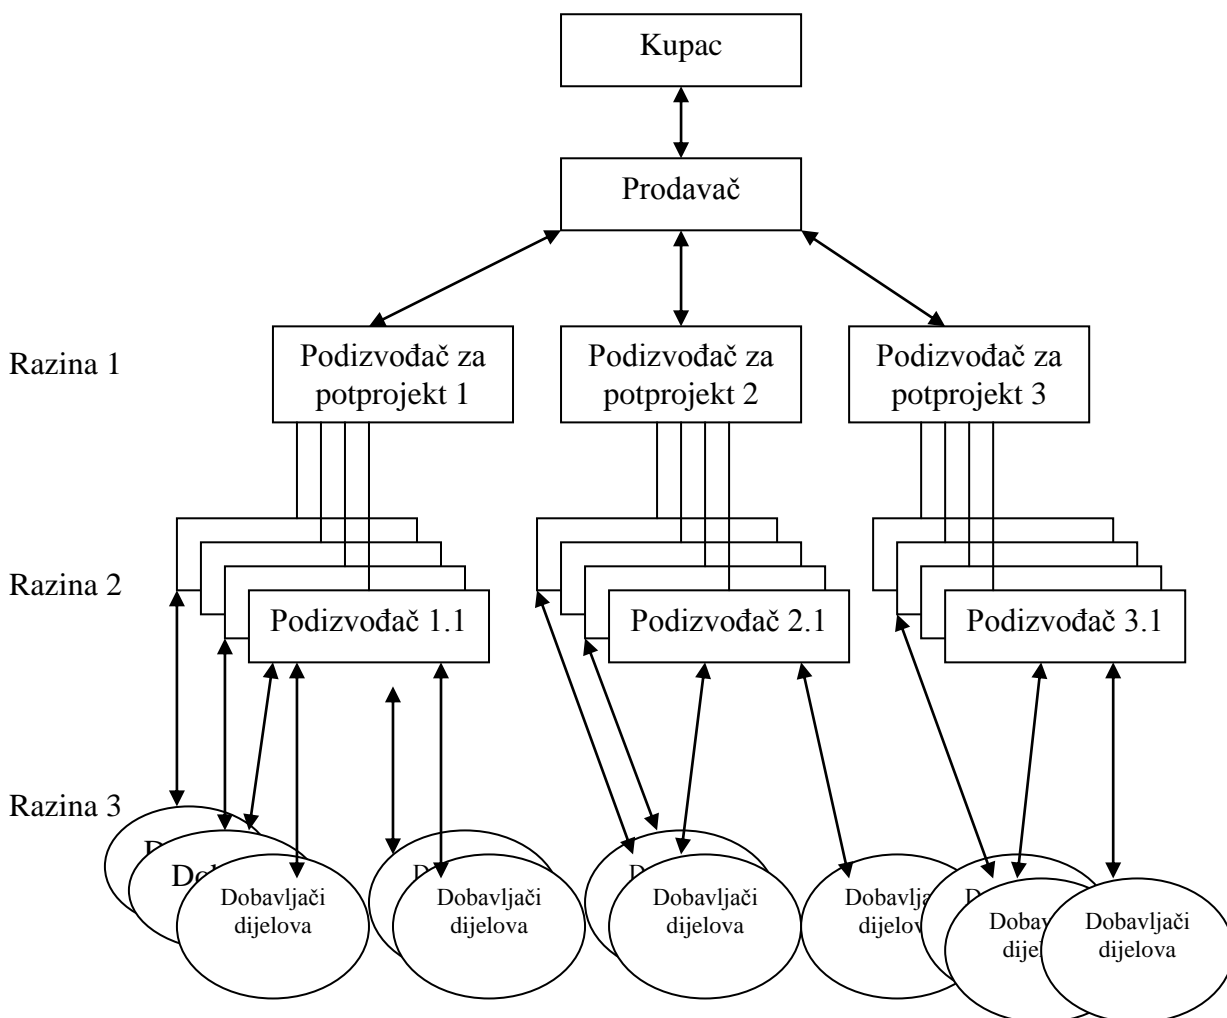 Kupac
Prodavač
Razina 1
Podizvođač za
potprojekt 1
Podizvođač za
potprojekt 2
Podizvođač za
potprojekt 3
Razina 2
Podizvođač 1.1
Podizvođač 2.1
Podizvođač 3.1
Razina 3
Dobavljači
dijelova
Dobavljači
dijelova
Dobavljači
dijelova
Dobavljači
dijelova
Dobavljači
dijelova
Dobavljači
dijelova